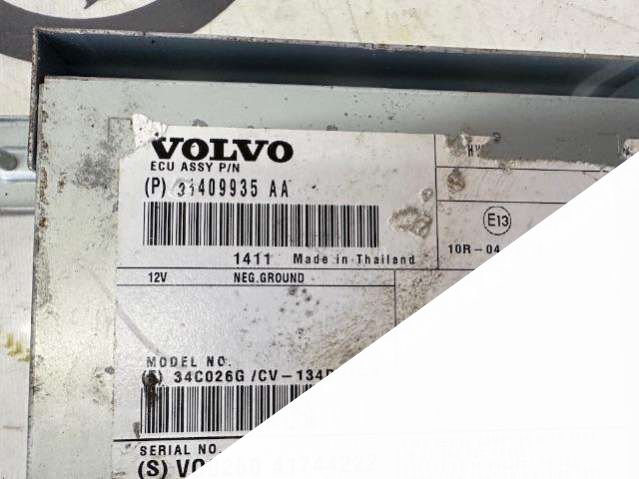 VOLVO
ECU ASSY P/N
(P) 31409935 AA
E13
10R-04
1411 Made in Thailand
12V NEG.GROUND
MODEL NO.
34C026G /CV-134
SERIAL NO.
(S)